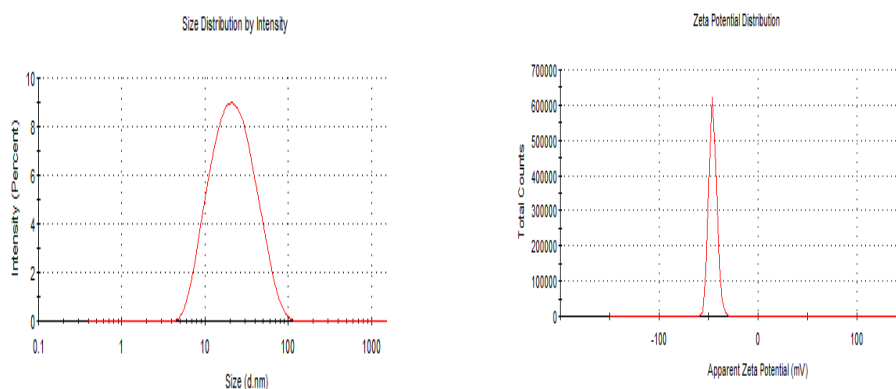 Size Distribution by Intensity
Intensity (Percent)
10
8
6
4
2
0
0.1 1 10 100 1000
Size (d.nm)
Zeta Potential Distribution
Total Counts
700000
600000
500000
400000
300000
200000
100000
0
-100 0 100
Apparent Zeta Potential (mV)